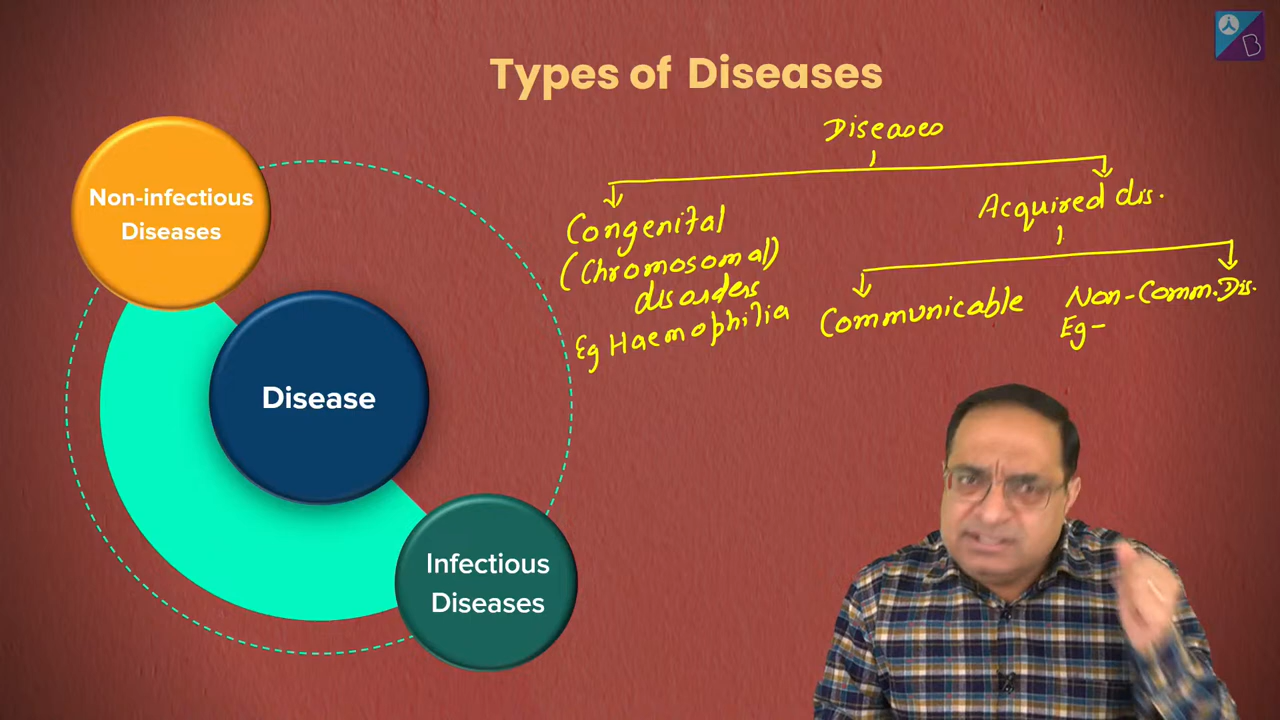 Types of Diseases
Non-infectious
Diseases
Disease
Infectious
Diseases
Diseases
Congenital
(Chromosomal)
disorders
Eg Haemophilia
Acquired dis.
Communicable
Non-Comm. Dis.
Eg-
B